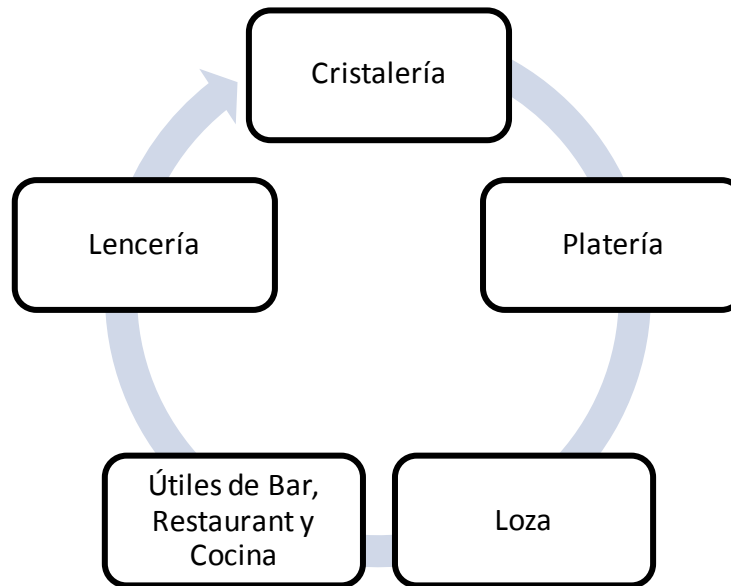 Cristalería
Platería
Loza
Útiles de Bar,
Restaurant y
Cocina
Lencería